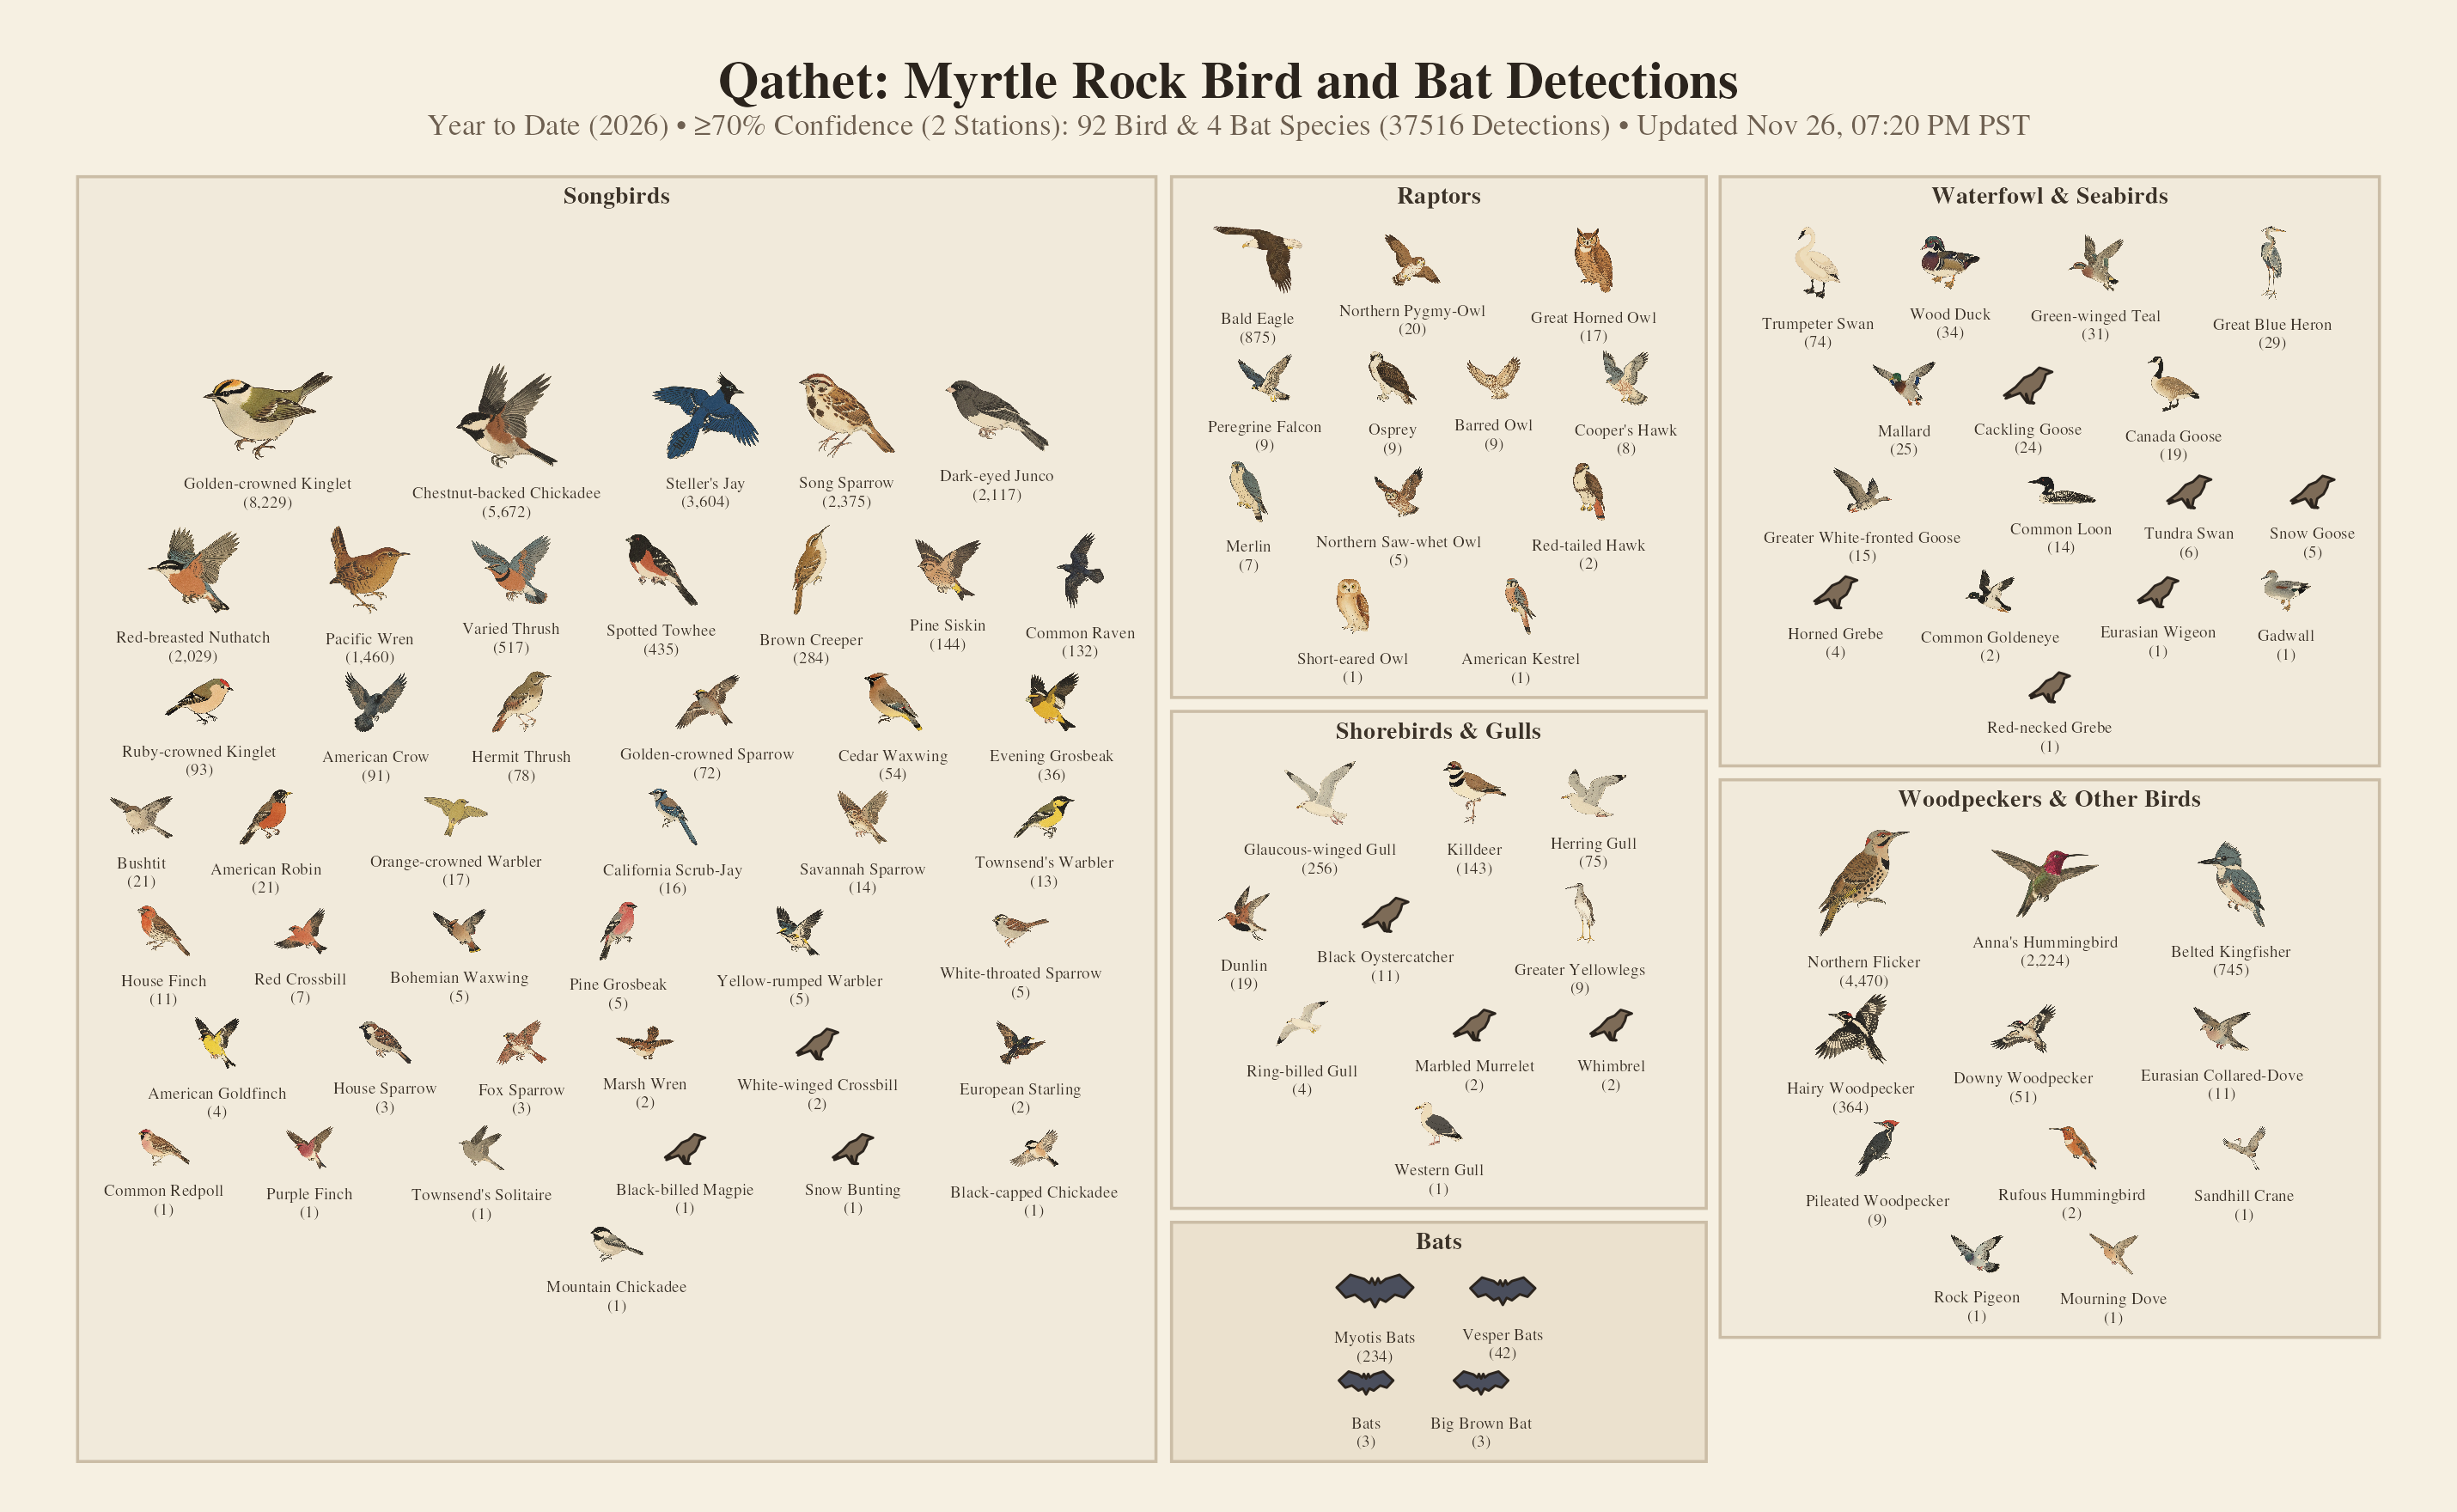 Qathet: Myrtle Rock Bird and Bat Detections
Year to Date (2026) • ≥70% Confidence (2 Stations): 92 Bird & 4 Bat Species (37516 Detections) • Updated Nov 26, 07:20 PM PST
Songbirds
Golden-crowned Kinglet
(8,229)
Chestnut-backed Chickadee
(5,672)
Steller's Jay
(3,604)
Song Sparrow
(2,375)
Dark-eyed Junco
(2,117)
Red-breasted Nuthatch
(2,029)
Pacific Wren
(1,460)
Varied Thrush
(517)
Spotted Towhee
(435)
Brown Creeper
(284)
Pine Siskin
(144)
Common Raven
(132)
Ruby-crowned Kinglet
(93)
American Crow
(91)
Hermit Thrush
(78)
Golden-crowned Sparrow
(72)
Cedar Waxwing
(54)
Evening Grosbeak
(36)
Bushtit
(21)
American Robin
(21)
Orange-crowned Warbler
(17)
California Scrub-Jay
(16)
Savannah Sparrow
(14)
Townsend's Warbler
(13)
House Finch
(11)
Red Crossbill
(7)
Bohemian Waxwing
(5)
Pine Grosbeak
(5)
Yellow-rumped Warbler
(5)
White-throated Sparrow
(5)
American Goldfinch
(4)
House Sparrow
(3)
Fox Sparrow
(3)
Marsh Wren
(2)
White-winged Crossbill
(2)
European Starling
(2)
Common Redpoll
(1)
Purple Finch
(1)
Townsend's Solitaire
(1)
Black-billed Magpie
(1)
Snow Bunting
(1)
Black-capped Chickadee
(1)
Mountain Chickadee
(1)
Raptors
Bald Eagle
(875)
Northern Pygmy-Owl
(20)
Great Horned Owl
(17)
Peregrine Falcon
(9)
Osprey
(9)
Barred Owl
(9)
Cooper's Hawk
(8)
Merlin
(7)
Northern Saw-whet Owl
(5)
Red-tailed Hawk
(2)
Short-eared Owl
(1)
American Kestrel
(1)
Shorebirds & Gulls
Glaucous-winged Gull
(256)
Killdeer
(143)
Herring Gull
(75)
Dunlin
(19)
Black Oystercatcher
(11)
Greater Yellowlegs
(9)
Ring-billed Gull
(4)
Marbled Murrelet
(2)
Whimbrel
(2)
Western Gull
(1)
Bats
Myotis Bats
(234)
Vesper Bats
(42)
Bats
(3)
Big Brown Bat
(3)
Waterfowl & Seabirds
Trumpeter Swan
(74)
Wood Duck
(34)
Green-winged Teal
(31)
Great Blue Heron
(29)
Mallard
(25)
Cackling Goose
(24)
Canada Goose
(19)
Greater White-fronted Goose
(15)
Common Loon
(14)
Tundra Swan
(6)
Snow Goose
(5)
Horned Grebe
(4)
Common Goldeneye
(2)
Eurasian Wigeon
(1)
Gadwall
(1)
Red-necked Grebe
(1)
Woodpeckers & Other Birds
Northern Flicker
(4,470)
Anna's Hummingbird
(2,224)
Belted Kingfisher
(745)
Hairy Woodpecker
(364)
Downy Woodpecker
(51)
Eurasian Collared-Dove
(11)
Pileated Woodpecker
(9)
Rufous Hummingbird
(2)
Sandhill Crane
(1)
Rock Pigeon
(1)
Mourning Dove
(1)